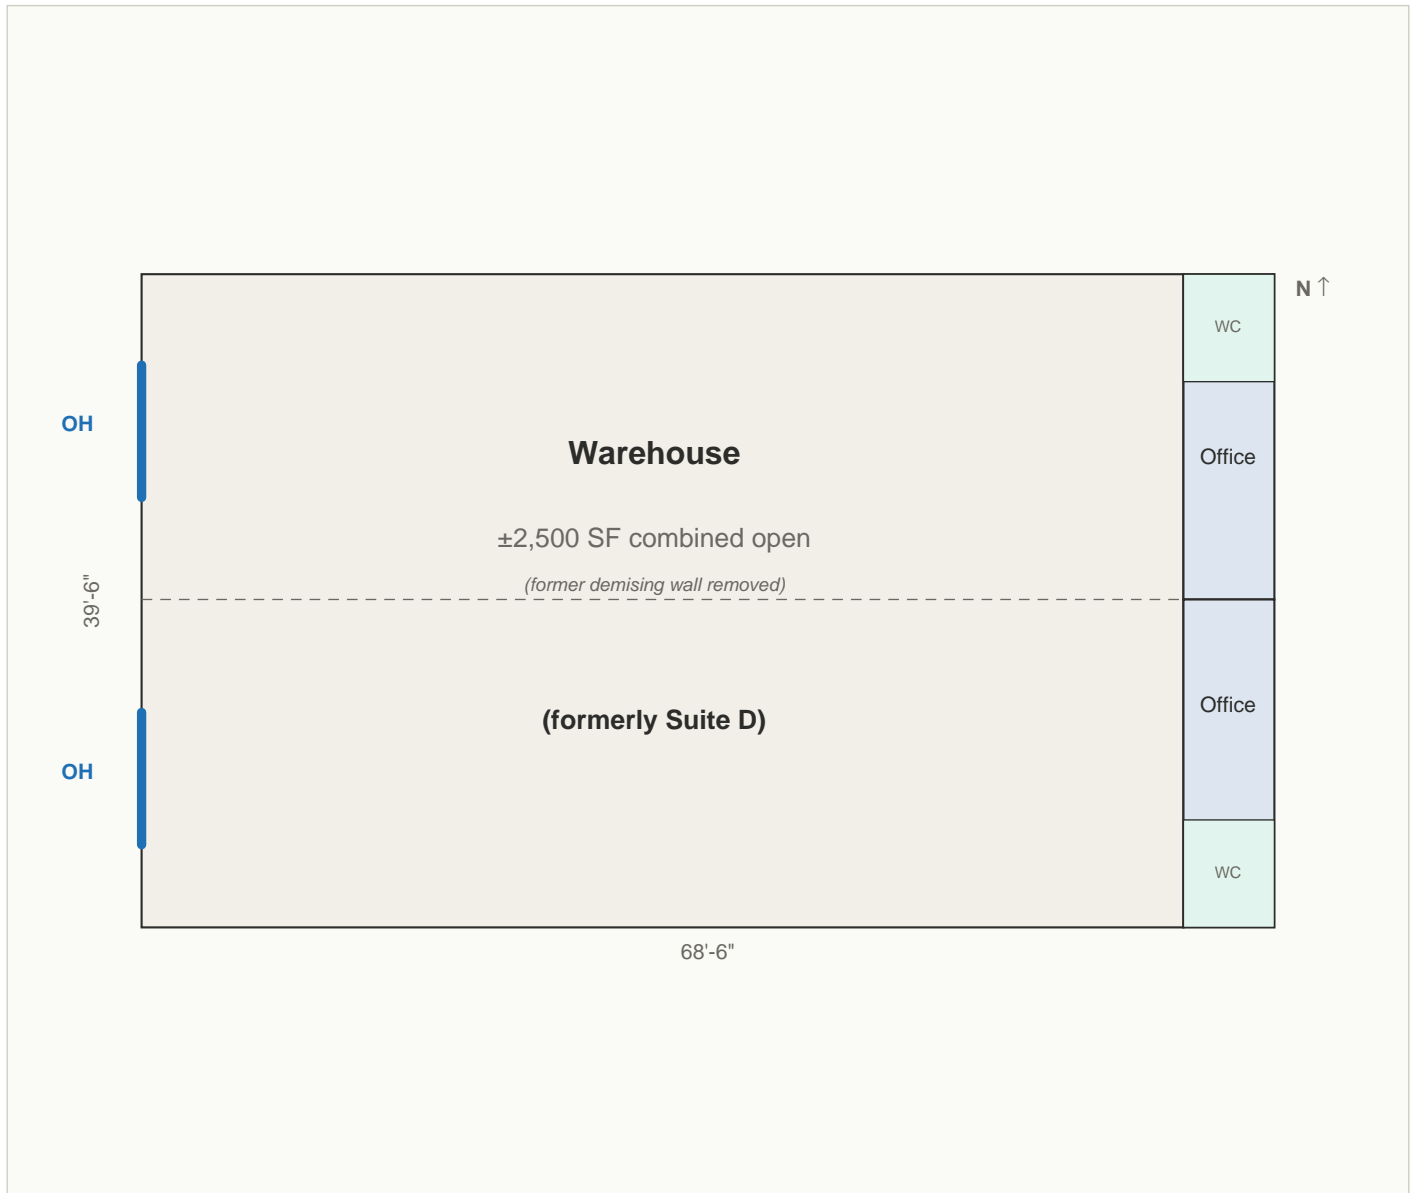 N ↑
WC
OH
Warehouse
Office
±2,500 SF combined open
(former demising wall removed)
39'-6"
Office
(formerly Suite D)
OH
WC
68'-6"